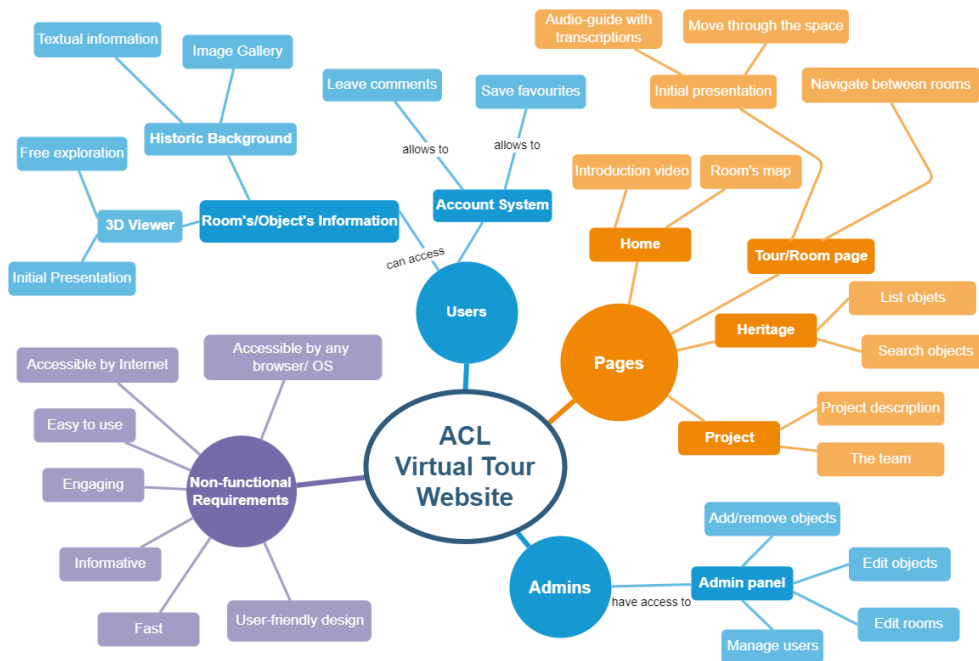 Audio-guide with
transcriptions
Move through the space
Textual information
Image Gallery
Leave comments
Save favourites
Initial presentation
Navigate between rooms
Historic Background
allows to
allows to
Free exploration
Introduction video
Room's map
3D Viewer
Room's/Object's Information
Account System
Home
Tour/Room page
can access
Initial Presentation
Users
List objets
Heritage
Search objects
Accessible by Internet
Accessible by any
browser/ OS
Pages
Project description
Easy to use
Project
The team
ACL
Virtual Tour
Website
Engaging
Non-functional
Requirements
Add/remove objects
Informative
Edit objects
Admins
have access to
Admin panel
Fast
User-friendly design
Edit rooms
Manage users